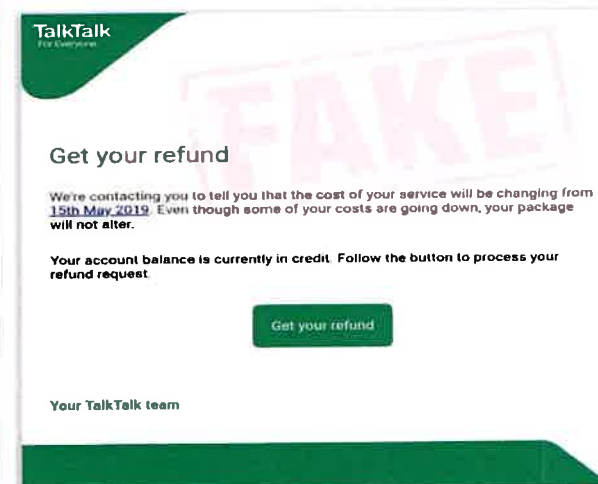 TalkTalk
For Everyone
FAKE
Get your refund
We're contacting you to tell you that the cost of your service will be changing from
15th May 2019. Even though some of your costs are going down, your package
will not alter.
Your account balance is currently in credit. Follow the button to process your
refund request.
Get your refund
Your TalkTalk team